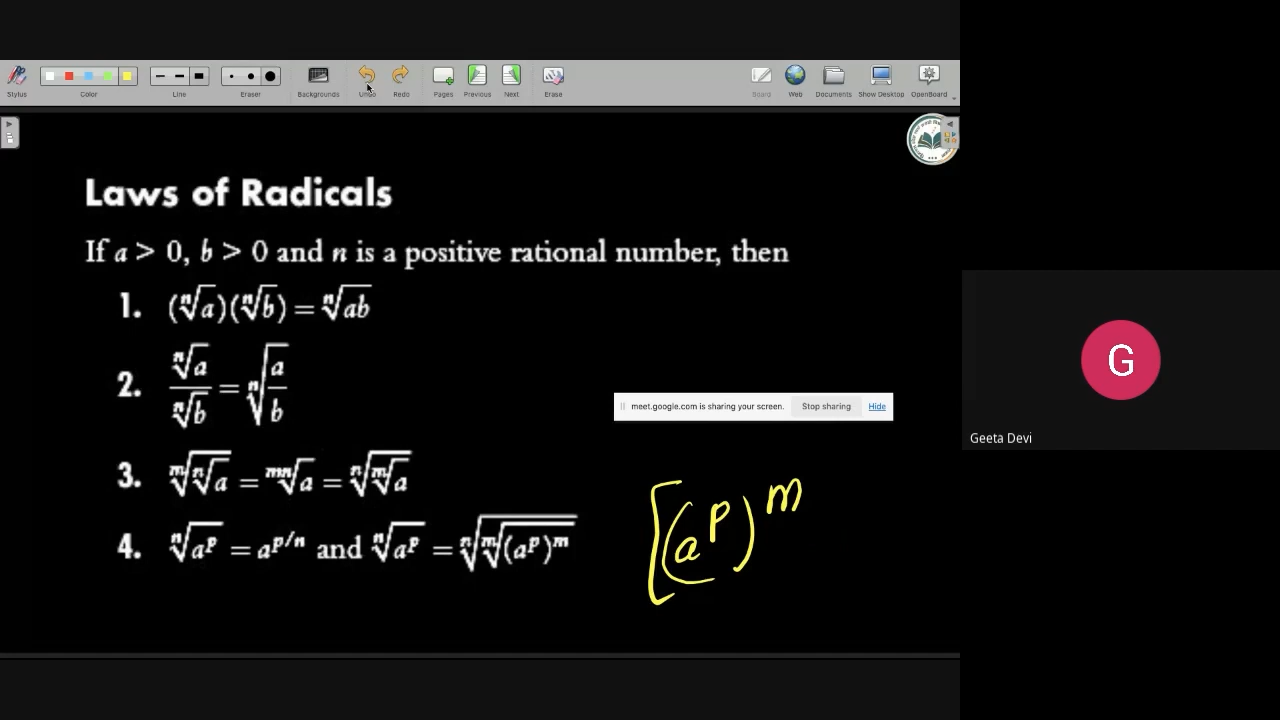 Stylus Color Line Eraser Backgrounds Undo Redo Pages Previous Next Erase Board Web Documents Show Desktop OpenBoard
Laws of Radicals
If a > 0, b > 0 and n is a positive rational number, then
1. (ⁿ√a)(ⁿ√b) = ⁿ√ab
2. ⁿ√a / ⁿ√b = ⁿ√(a/b)
meet.google.com is sharing your screen. Stop sharing Hide
3. ᵐ√ⁿ√a = ᵐⁿ√a = ⁿ√ᵐ√a
4. ⁿ√aᵖ = a^(p/n) and ⁿ√aᵖ = ⁿ√ᵐ√(aᵖ)ᵐ
[(aᵖ)ᵐ
G
Geeta Devi